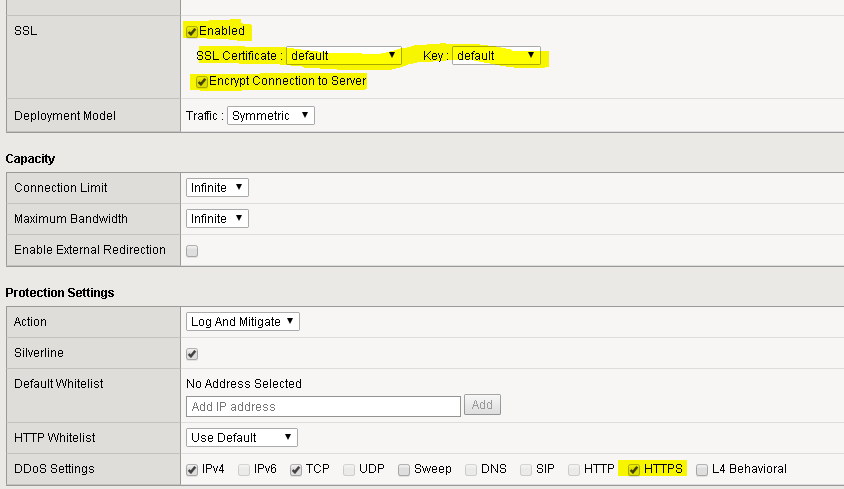 SSL Enabled
SSL Certificate : default Key : default
Encrypt Connection to Server
Deployment Model Traffic : Symmetric
Capacity
Connection Limit Infinite
Maximum Bandwidth Infinite
Enable External Redirection
Protection Settings
Action Log And Mitigate
Silverline
Default Whitelist No Address Selected
Add IP address Add
HTTP Whitelist Use Default
DDoS Settings IPv4 IPv6 TCP UDP Sweep DNS SIP HTTP HTTPS L4 Behavioral